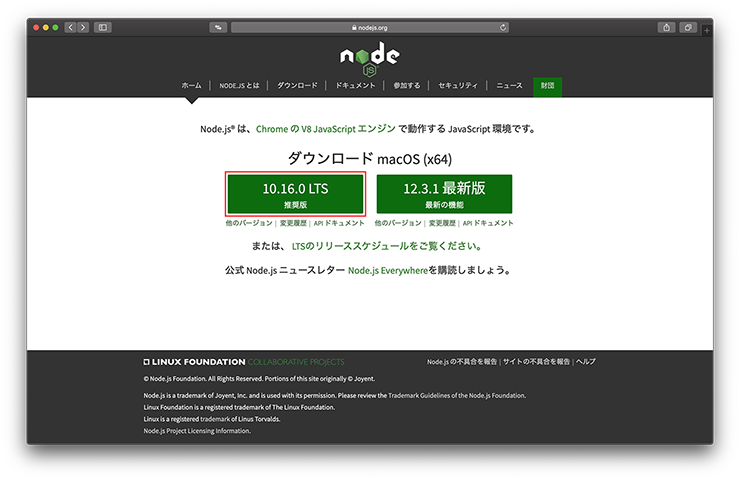 nodejs.org
node
JS
ホーム | NODE.JS とは | ダウンロード | ドキュメント | 参加する | セキュリティ | ニュース 財団
Node.js® は、Chrome の V8 JavaScript エンジン で動作する JavaScript 環境です。
ダウンロード macOS (x64)
10.16.0 LTS
推奨版
他のバージョン | 変更履歴 | API ドキュメント
12.3.1 最新版
最新の機能
他のバージョン | 変更履歴 | API ドキュメント
または、 LTSのリリーススケジュールをご覧ください。
公式 Node.js ニュースレター Node.js Everywhereを購読しましょう。
LINUX FOUNDATION COLLABORATIVE PROJECTS
Node.js の不具合を報告 | サイトの不具合を報告 | ヘルプ
© Node.js Foundation. All Rights Reserved. Portions of this site originally © Joyent.
Node.js is a trademark of Joyent, Inc. and is used with its permission. Please review the Trademark Guidelines of the Node.js Foundation.
Linux Foundation is a registered trademark of The Linux Foundation.
Linux is a registered trademark of Linus Torvalds.
Node.js Project Licensing Information.